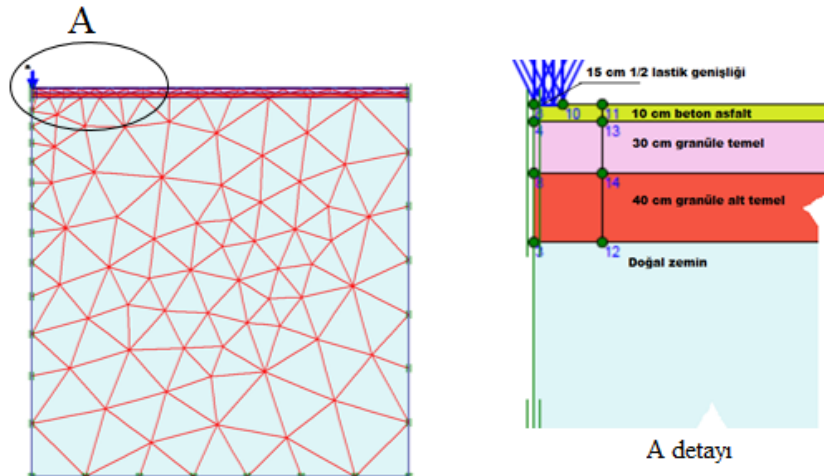 A
15 cm 1/2 lastik genişliği
10
11
10 cm beton asfalt
4
13
30 cm granüle temel
14
40 cm granüle alt temel
3
12
Doğal zemin
A detayı